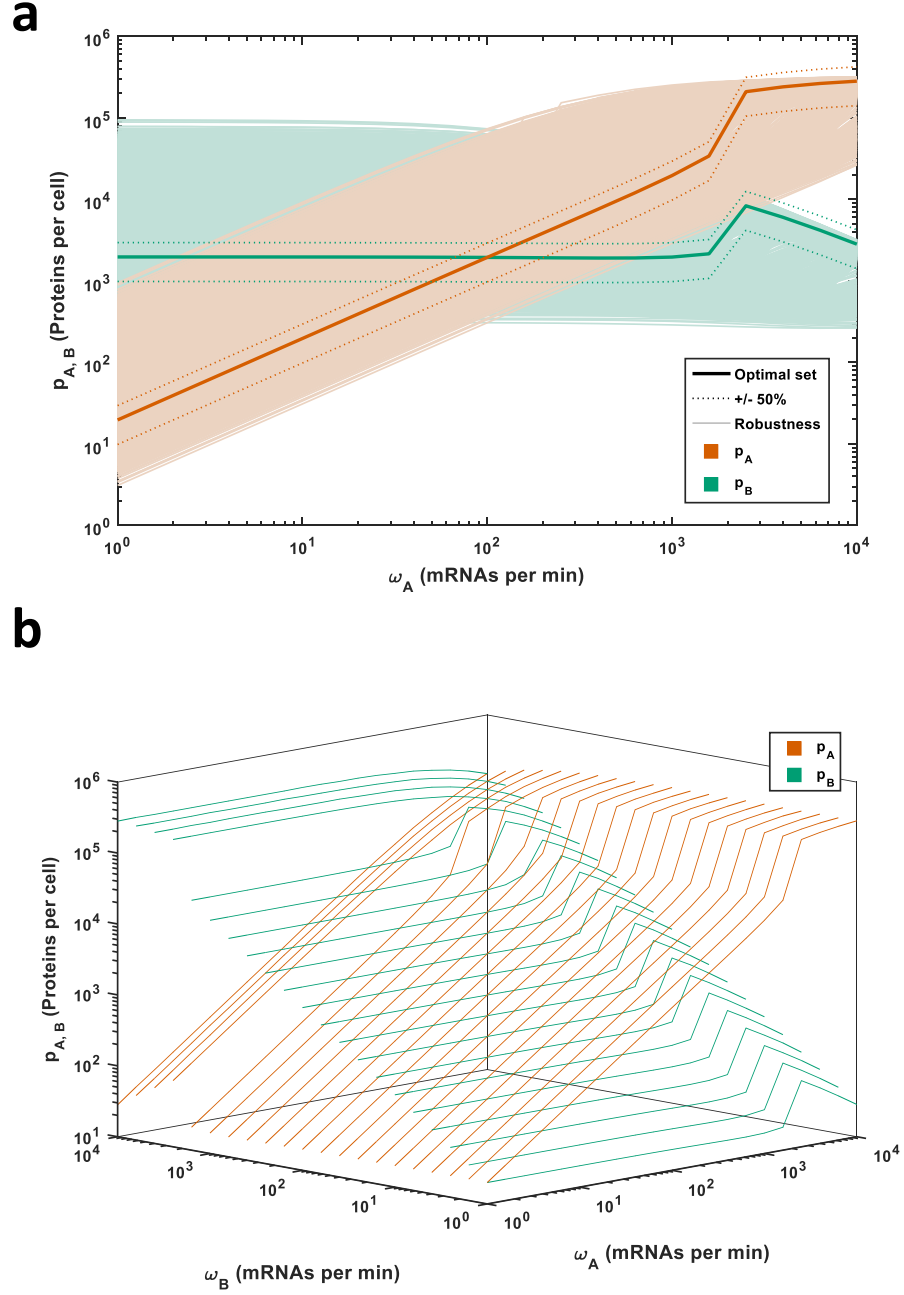 a
10^6
10^5
10^4
10^3
10^2
10^1
10^0
p_A, B (Proteins per cell)
Optimal set
+/- 50%
Robustness
p_A
p_B
10^0 10^1 10^2 10^3 10^4
ω_A (mRNAs per min)
b
p_A
p_B
10^6
10^5
10^4
10^3
10^2
10^1
p_A, B (Proteins per cell)
10^4 10^3 10^2 10^1 10^0
10^0 10^1 10^2 10^3 10^4
ω_B (mRNAs per min)
ω_A (mRNAs per min)